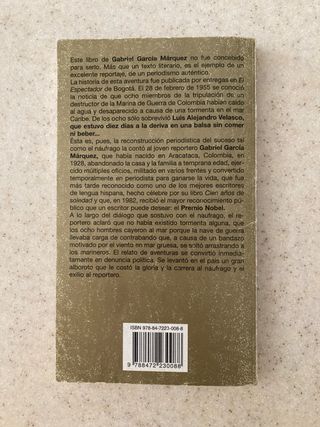 Este libro de Gabriel García Márquez no fue concebido
para serlo. Más que un texto literario, es el ejemplo de un
excelente reportaje, de un periodismo auténtico.
La historia de esta aventura fue publicada por entregas en El
Espectador de Bogotá. El 28 de febrero de 1955 se conoció
la noticia de que ocho miembros de la tripulación de un
destructor de la Marina de Guerra de Colombia habían caído
al agua y desaparecido a causa de una tormenta en el mar
Caribe. De los ocho sólo sobrevivió Luis Alejandro Velasco,
que estuvo diez días a la deriva en una balsa sin comer
ni beber...
Ésta es, pues, la reconstrucción periodística del suceso tal
como el náufrago la contó al joven reportero Gabriel García
Márquez, que había nacido en Aracataca, Colombia, en
1928, abandonado la casa y la familia a temprana edad, ejer-
cido múltiples oficios, militado en varios frentes y convertido
temporalmente en periodista para ganarse la vida, que fue
más tarde reconocido como uno de los mejores escritores de
lengua hispana, hecho célebre por su libro Cien años de
soledad y que, en 1982, recibió el mayor reconocimiento público
que un escritor puede desear: el Premio Nobel.
A lo largo del diálogo que sostuvo con el náufrago, el repor-
tero aclaró que no había existido tormenta alguna, que
los ocho hombres cayeron al mar porque la nave de guerra
llevaba carga de contrabando que, a causa de un bandazo
motivado por el viento en mar gruesa, se soltó arrastrando a
los marineros. El relato de aventuras se convirtió inmediata-
mente en denuncia política. Se levantó en el país un gran
alboroto que le costó la gloria y la carrera al náufrago y el
exilio al reportero.
ISBN 978-84-7223-008-8
9 788472 230088